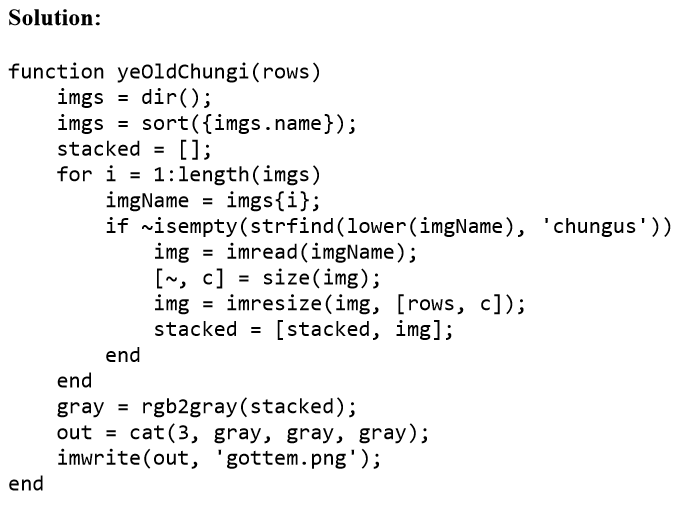 Solution:
function yeOldChungi(rows)
    imgs = dir();
    imgs = sort({imgs.name});
    stacked = [];
    for i = 1:length(imgs)
        imgName = imgs{i};
        if ~isempty(strfind(lower(imgName), 'chungus'))
            img = imread(imgName);
            [~, c] = size(img);
            img = imresize(img, [rows, c]);
            stacked = [stacked, img];
        end
    end
    gray = rgb2gray(stacked);
    out = cat(3, gray, gray, gray);
    imwrite(out, 'gottem.png');
end